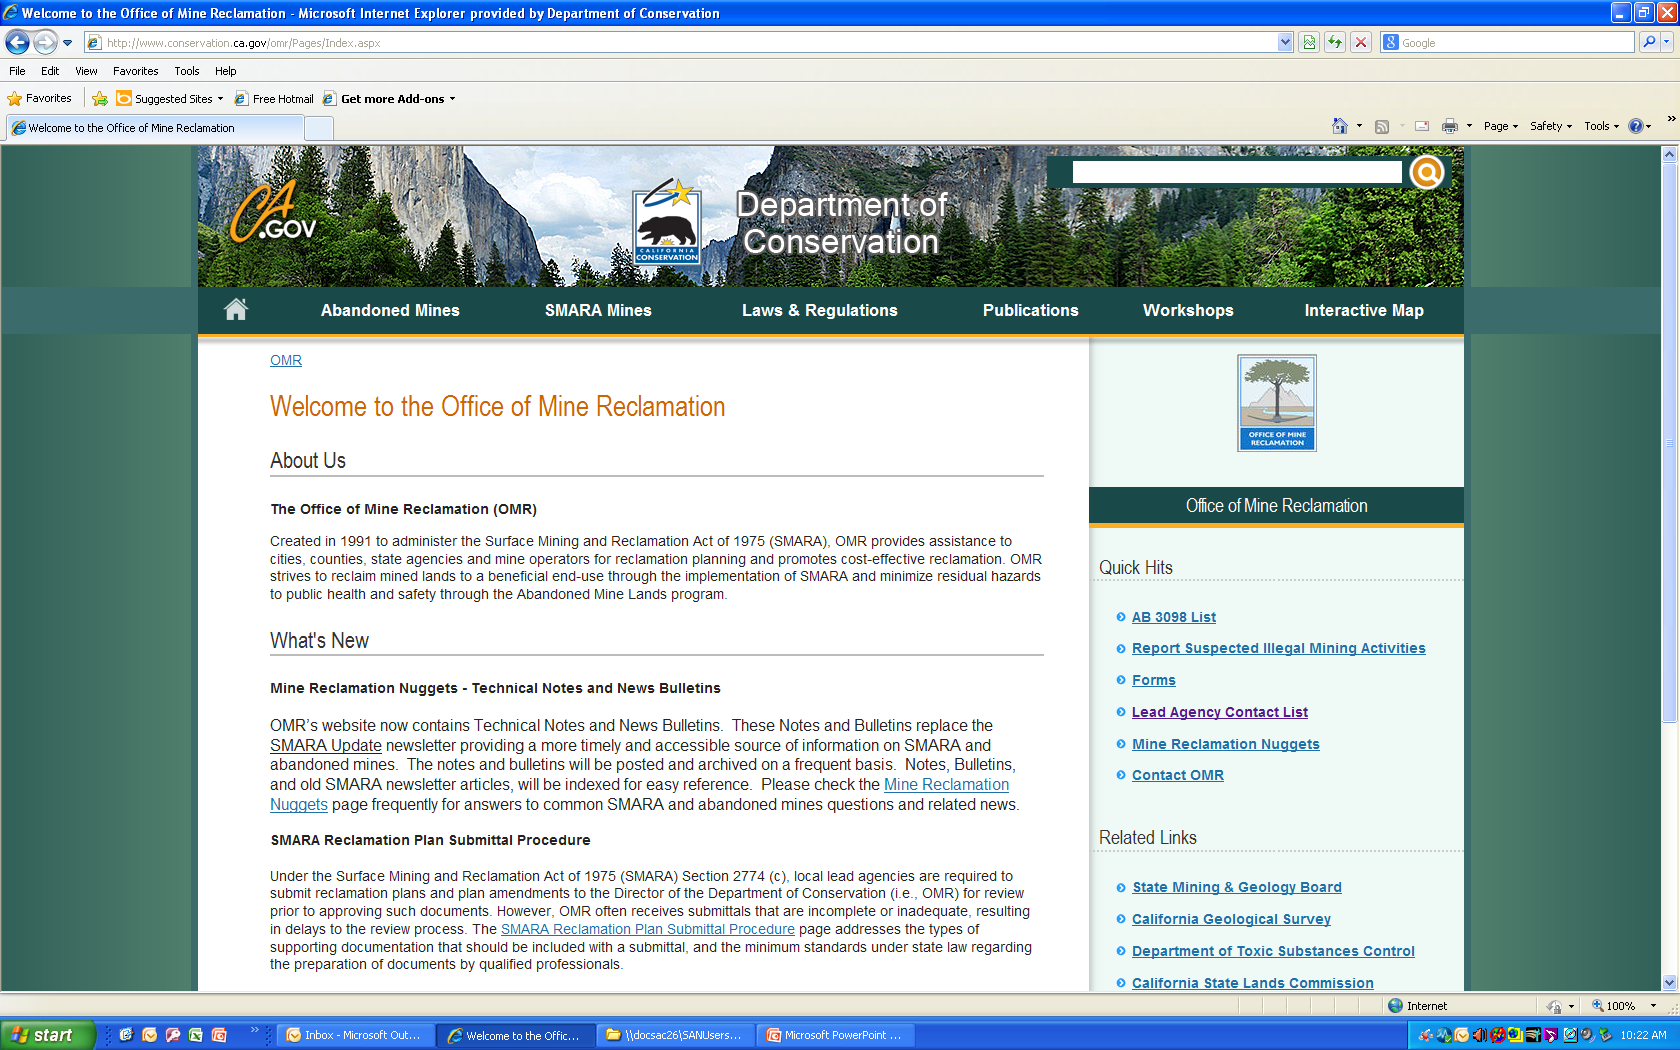 Welcome to the Office of Mine Reclamation - Microsoft Internet Explorer provided by Department of Conservation
http://www.conservation.ca.gov/omr/Pages/Index.aspx
Google
File Edit View Favorites Tools Help
Favorites Suggested Sites Free Hotmail Get more Add-ons
Welcome to the Office of Mine Reclamation
Page Safety Tools
CA.GOV
CALIFORNIA
CONSERVATION
Department of
Conservation
Abandoned Mines SMARA Mines Laws & Regulations Publications Workshops Interactive Map
OMR
Welcome to the Office of Mine Reclamation
About Us
The Office of Mine Reclamation (OMR)
Created in 1991 to administer the Surface Mining and Reclamation Act of 1975 (SMARA), OMR provides assistance to
cities, counties, state agencies and mine operators for reclamation planning and promotes cost-effective reclamation. OMR
strives to reclaim mined lands to a beneficial end-use through the implementation of SMARA and minimize residual hazards
to public health and safety through the Abandoned Mine Lands program.
What's New
Mine Reclamation Nuggets - Technical Notes and News Bulletins
OMR's website now contains Technical Notes and News Bulletins.  These Notes and Bulletins replace the
SMARA Update newsletter providing a more timely and accessible source of information on SMARA and
abandoned mines.  The notes and bulletins will be posted and archived on a frequent basis.  Notes, Bulletins,
and old SMARA newsletter articles, will be indexed for easy reference.  Please check the Mine Reclamation
Nuggets page frequently for answers to common SMARA and abandoned mines questions and related news.
SMARA Reclamation Plan Submittal Procedure
Under the Surface Mining and Reclamation Act of 1975 (SMARA) Section 2774 (c), local lead agencies are required to
submit reclamation plans and plan amendments to the Director of the Department of Conservation (i.e., OMR) for review
prior to approving such documents. However, OMR often receives submittals that are incomplete or inadequate, resulting
in delays to the review process. The SMARA Reclamation Plan Submittal Procedure page addresses the types of
supporting documentation that should be included with a submittal, and the minimum standards under state law regarding
the preparation of documents by qualified professionals.
OFFICE OF MINE
RECLAMATION
Office of Mine Reclamation
Quick Hits
AB 3098 List
Report Suspected Illegal Mining Activities
Forms
Lead Agency Contact List
Mine Reclamation Nuggets
Contact OMR
Related Links
State Mining & Geology Board
California Geological Survey
Department of Toxic Substances Control
California State Lands Commission
Internet 100%
start Inbox - Microsoft Out... Welcome to the Offic... \\docsac26\SANUsers... Microsoft PowerPoint ... 10:22 AM